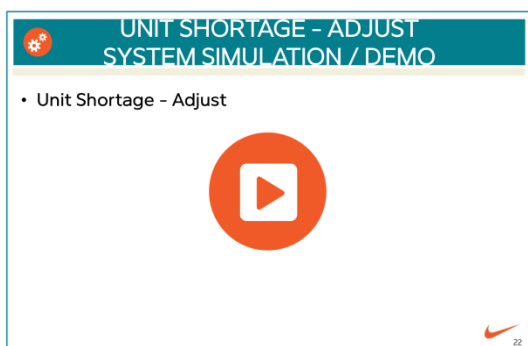 UNIT SHORTAGE - ADJUST
SYSTEM SIMULATION / DEMO
• Unit Shortage - Adjust
22